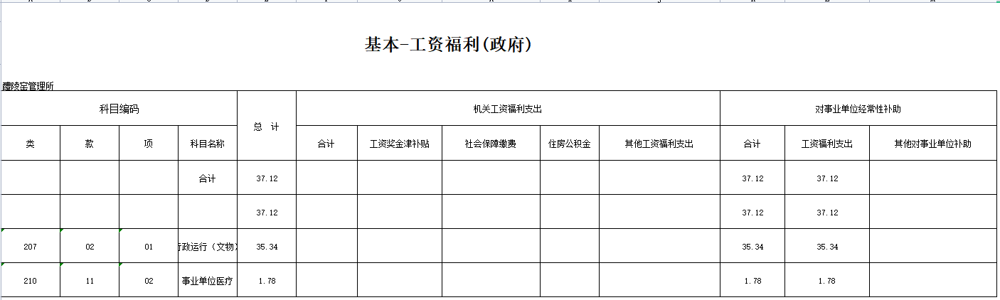 基本-工资福利(政府)
醴陵窑管理所
科目编码 总 计 机关工资福利支出 对事业单位经常性补助
类 款 项 科目名称 合计 工资奖金津补贴 社会保障缴费 住房公积金 其他工资福利支出 合计 工资福利支出 其他对事业单位补助
合计 37.12 37.12 37.12
37.12 37.12 37.12
207 02 01 行政运行（文物） 35.34 35.34 35.34
210 11 02 事业单位医疗 1.78 1.78 1.78